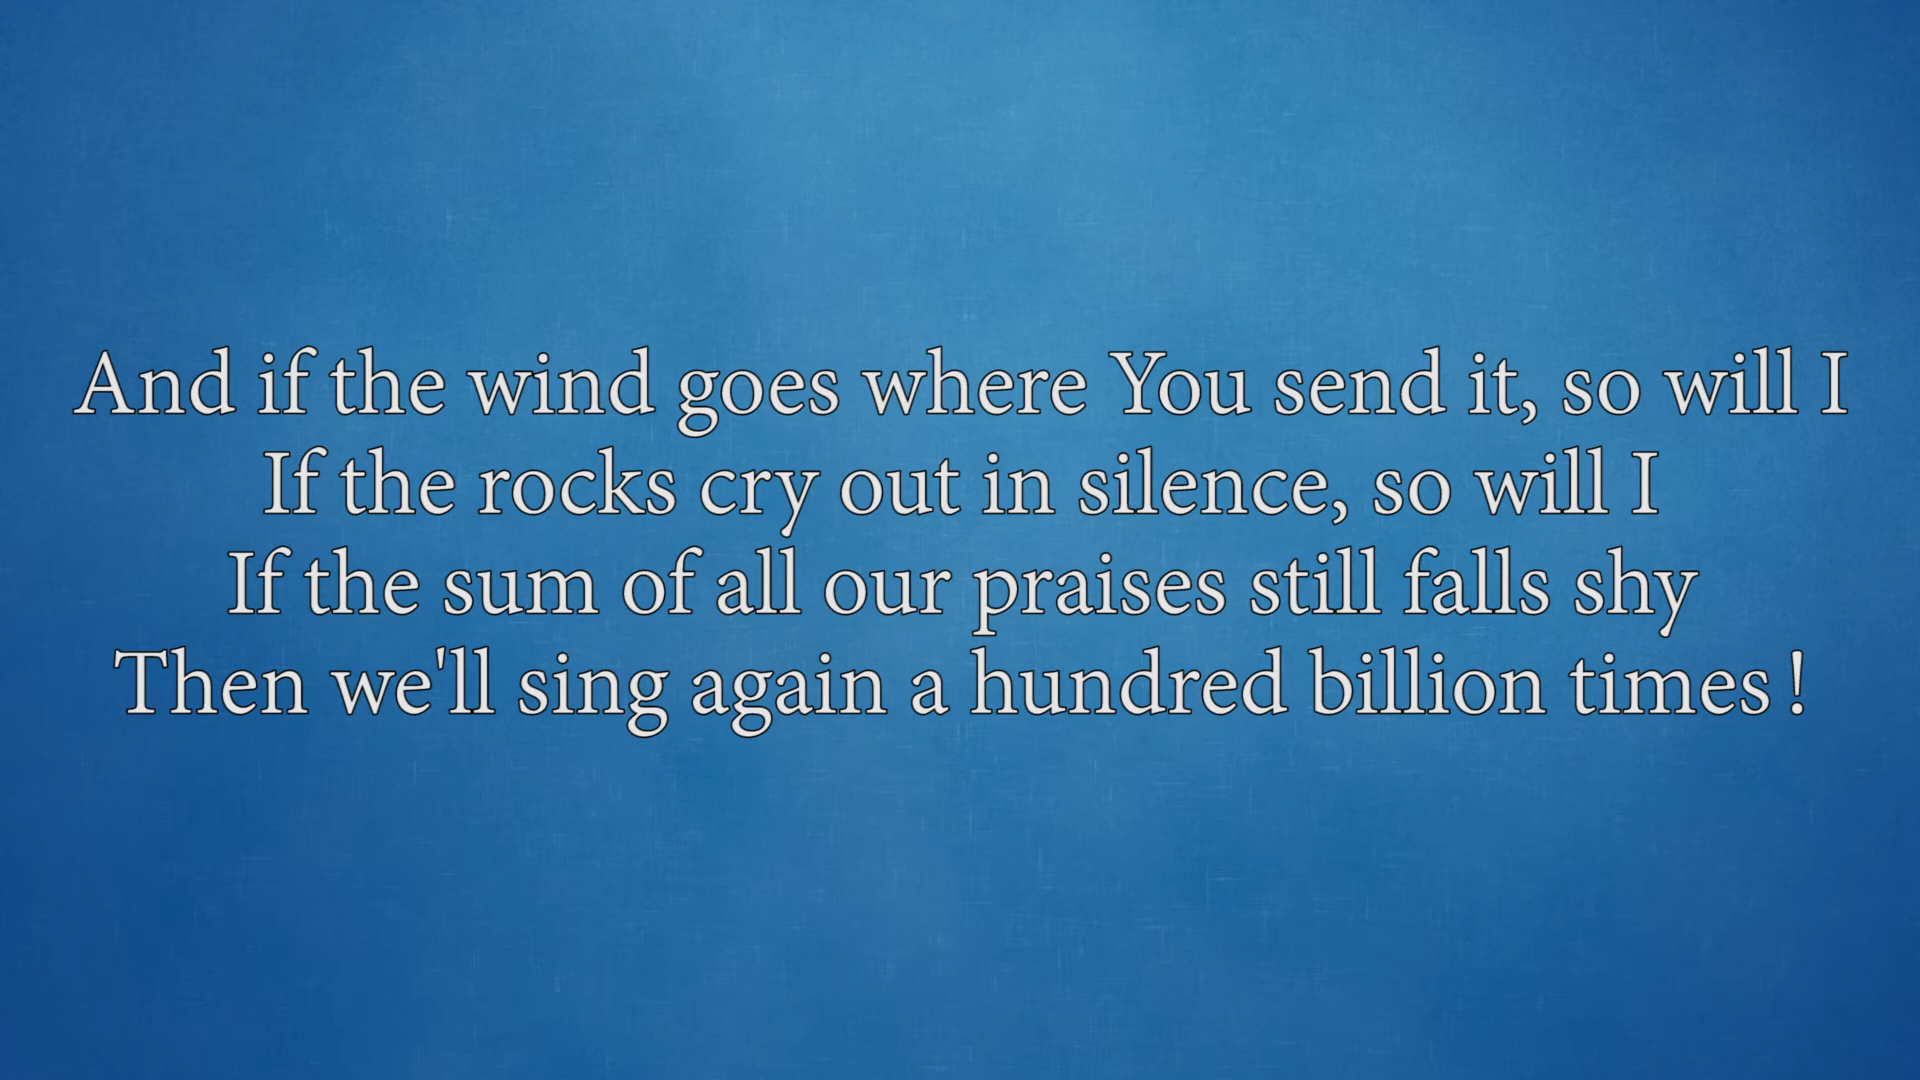 And if the wind goes where You send it, so will I
If the rocks cry out in silence, so will I
If the sum of all our praises still falls shy
Then we'll sing again a hundred billion times !